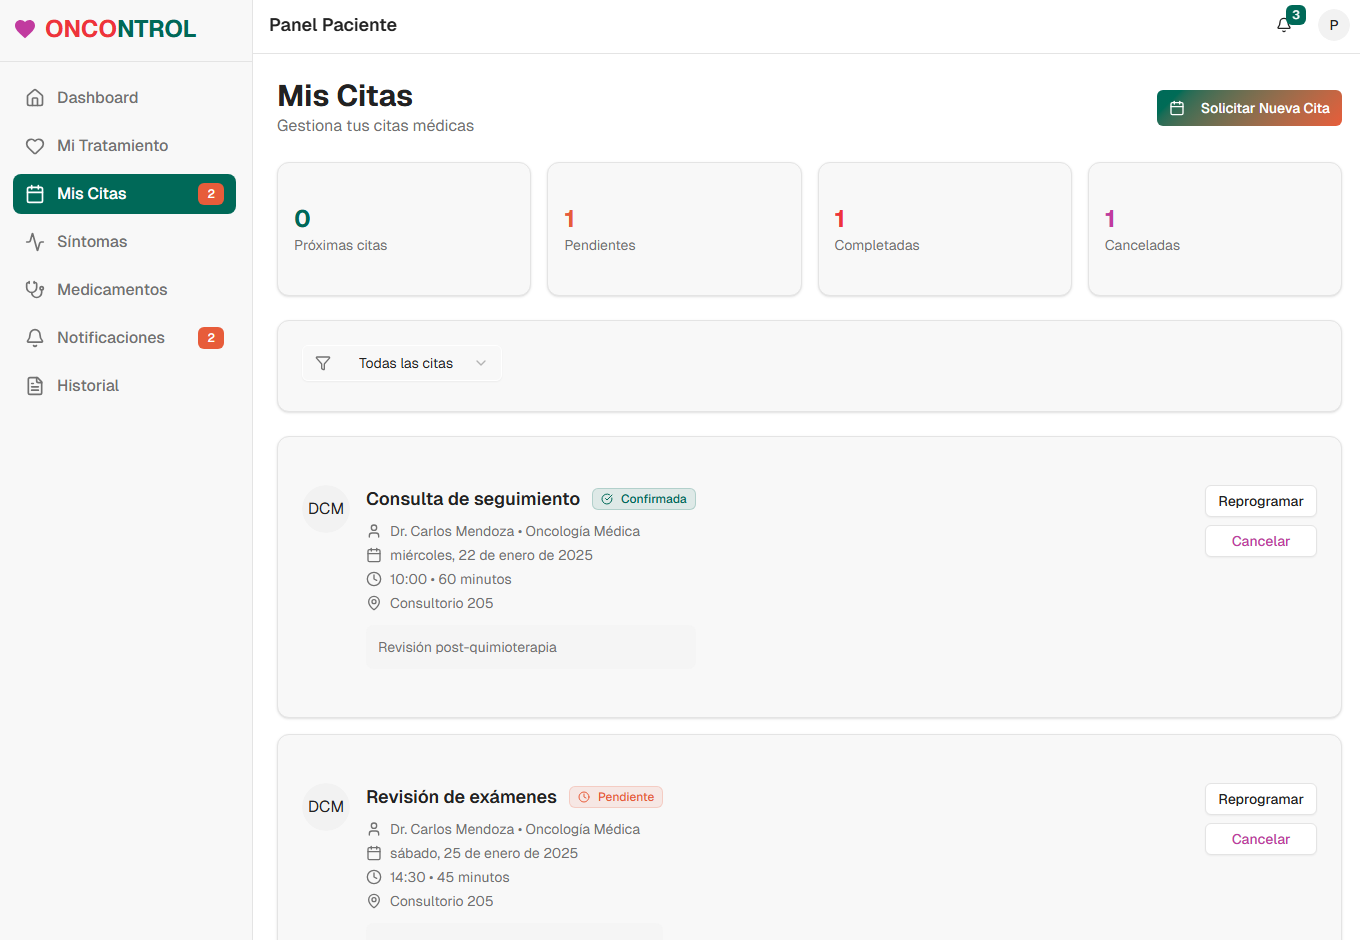 ONCONTROL
Dashboard
Mi Tratamiento
Mis Citas 2
Síntomas
Medicamentos
Notificaciones 2
Historial
Panel Paciente
3
P
Mis Citas
Gestiona tus citas médicas
Solicitar Nueva Cita
0
Próximas citas
1
Pendientes
1
Completadas
1
Canceladas
Todas las citas
DCM
Consulta de seguimiento Confirmada
Dr. Carlos Mendoza • Oncología Médica
miércoles, 22 de enero de 2025
10:00 • 60 minutos
Consultorio 205
Revisión post-quimioterapia
Reprogramar
Cancelar
DCM
Revisión de exámenes Pendiente
Dr. Carlos Mendoza • Oncología Médica
sábado, 25 de enero de 2025
14:30 • 45 minutos
Consultorio 205
Reprogramar
Cancelar